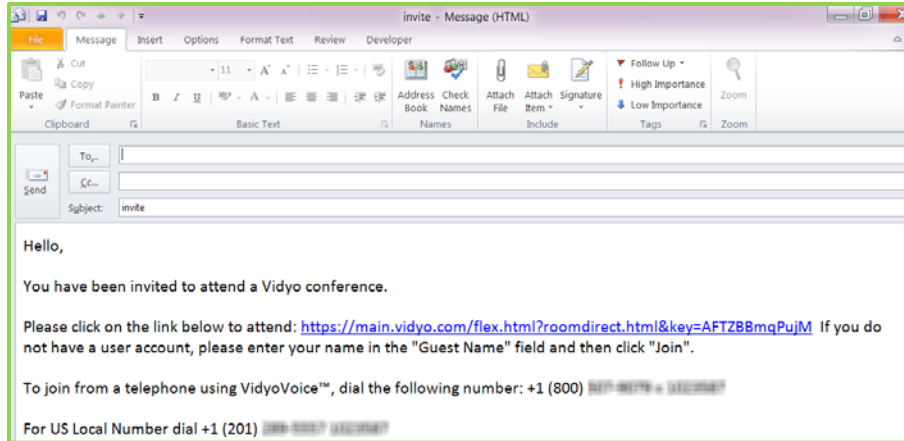 invite - Message (HTML)
File Message Insert Options Format Text Review Developer
Cut
Copy
Format Painter
Paste
Clipboard
11
Basic Text
Address Book
Check Names
Names
Attach File
Attach Item
Signature
Include
Follow Up
High Importance
Low Importance
Tags
Zoom
Zoom
Send
To...
Cc...
Subject: invite
Hello,
You have been invited to attend a Vidyo conference.
Please click on the link below to attend: https://main.vidyo.com/flex.html?roomdirect.html&key=AFTZBBmqPujM If you do
not have a user account, please enter your name in the "Guest Name" field and then click "Join".
To join from a telephone using VidyoVoice™, dial the following number: +1 (800)
For US Local Number dial +1 (201)